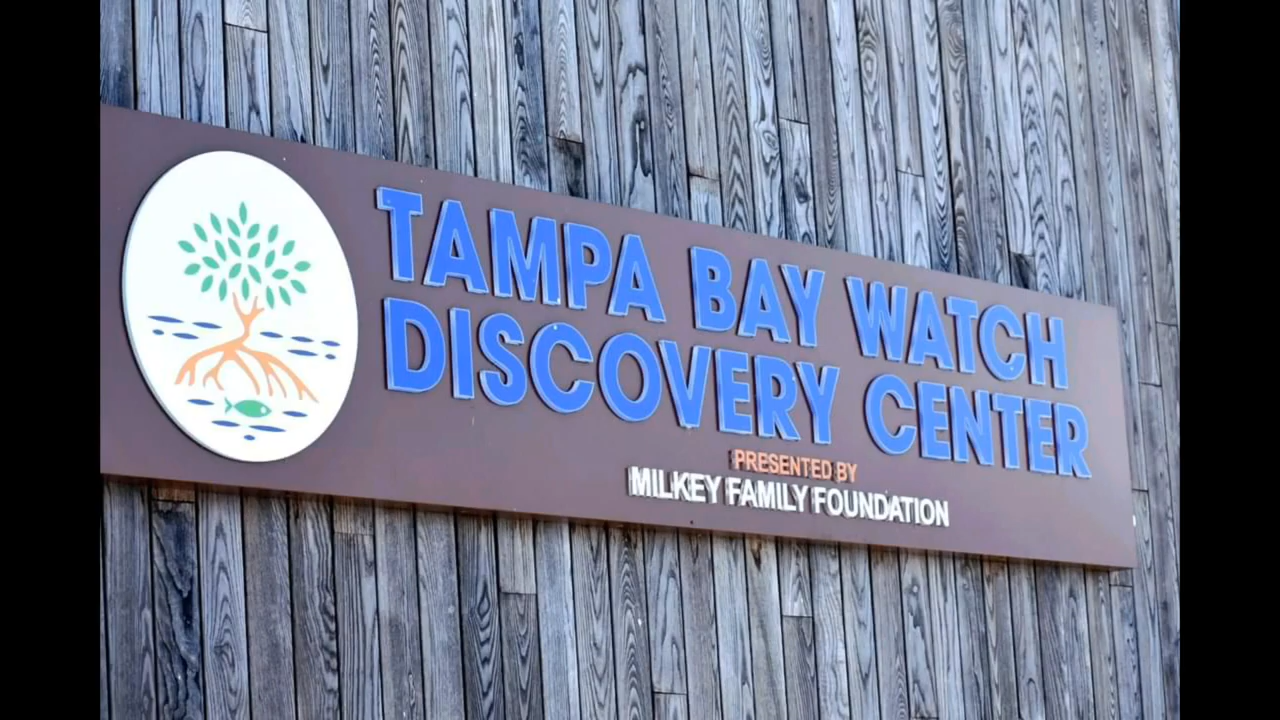 TAMPA BAY WATCH
DISCOVERY CENTER
PRESENTED BY
MILKEY FAMILY FOUNDATION